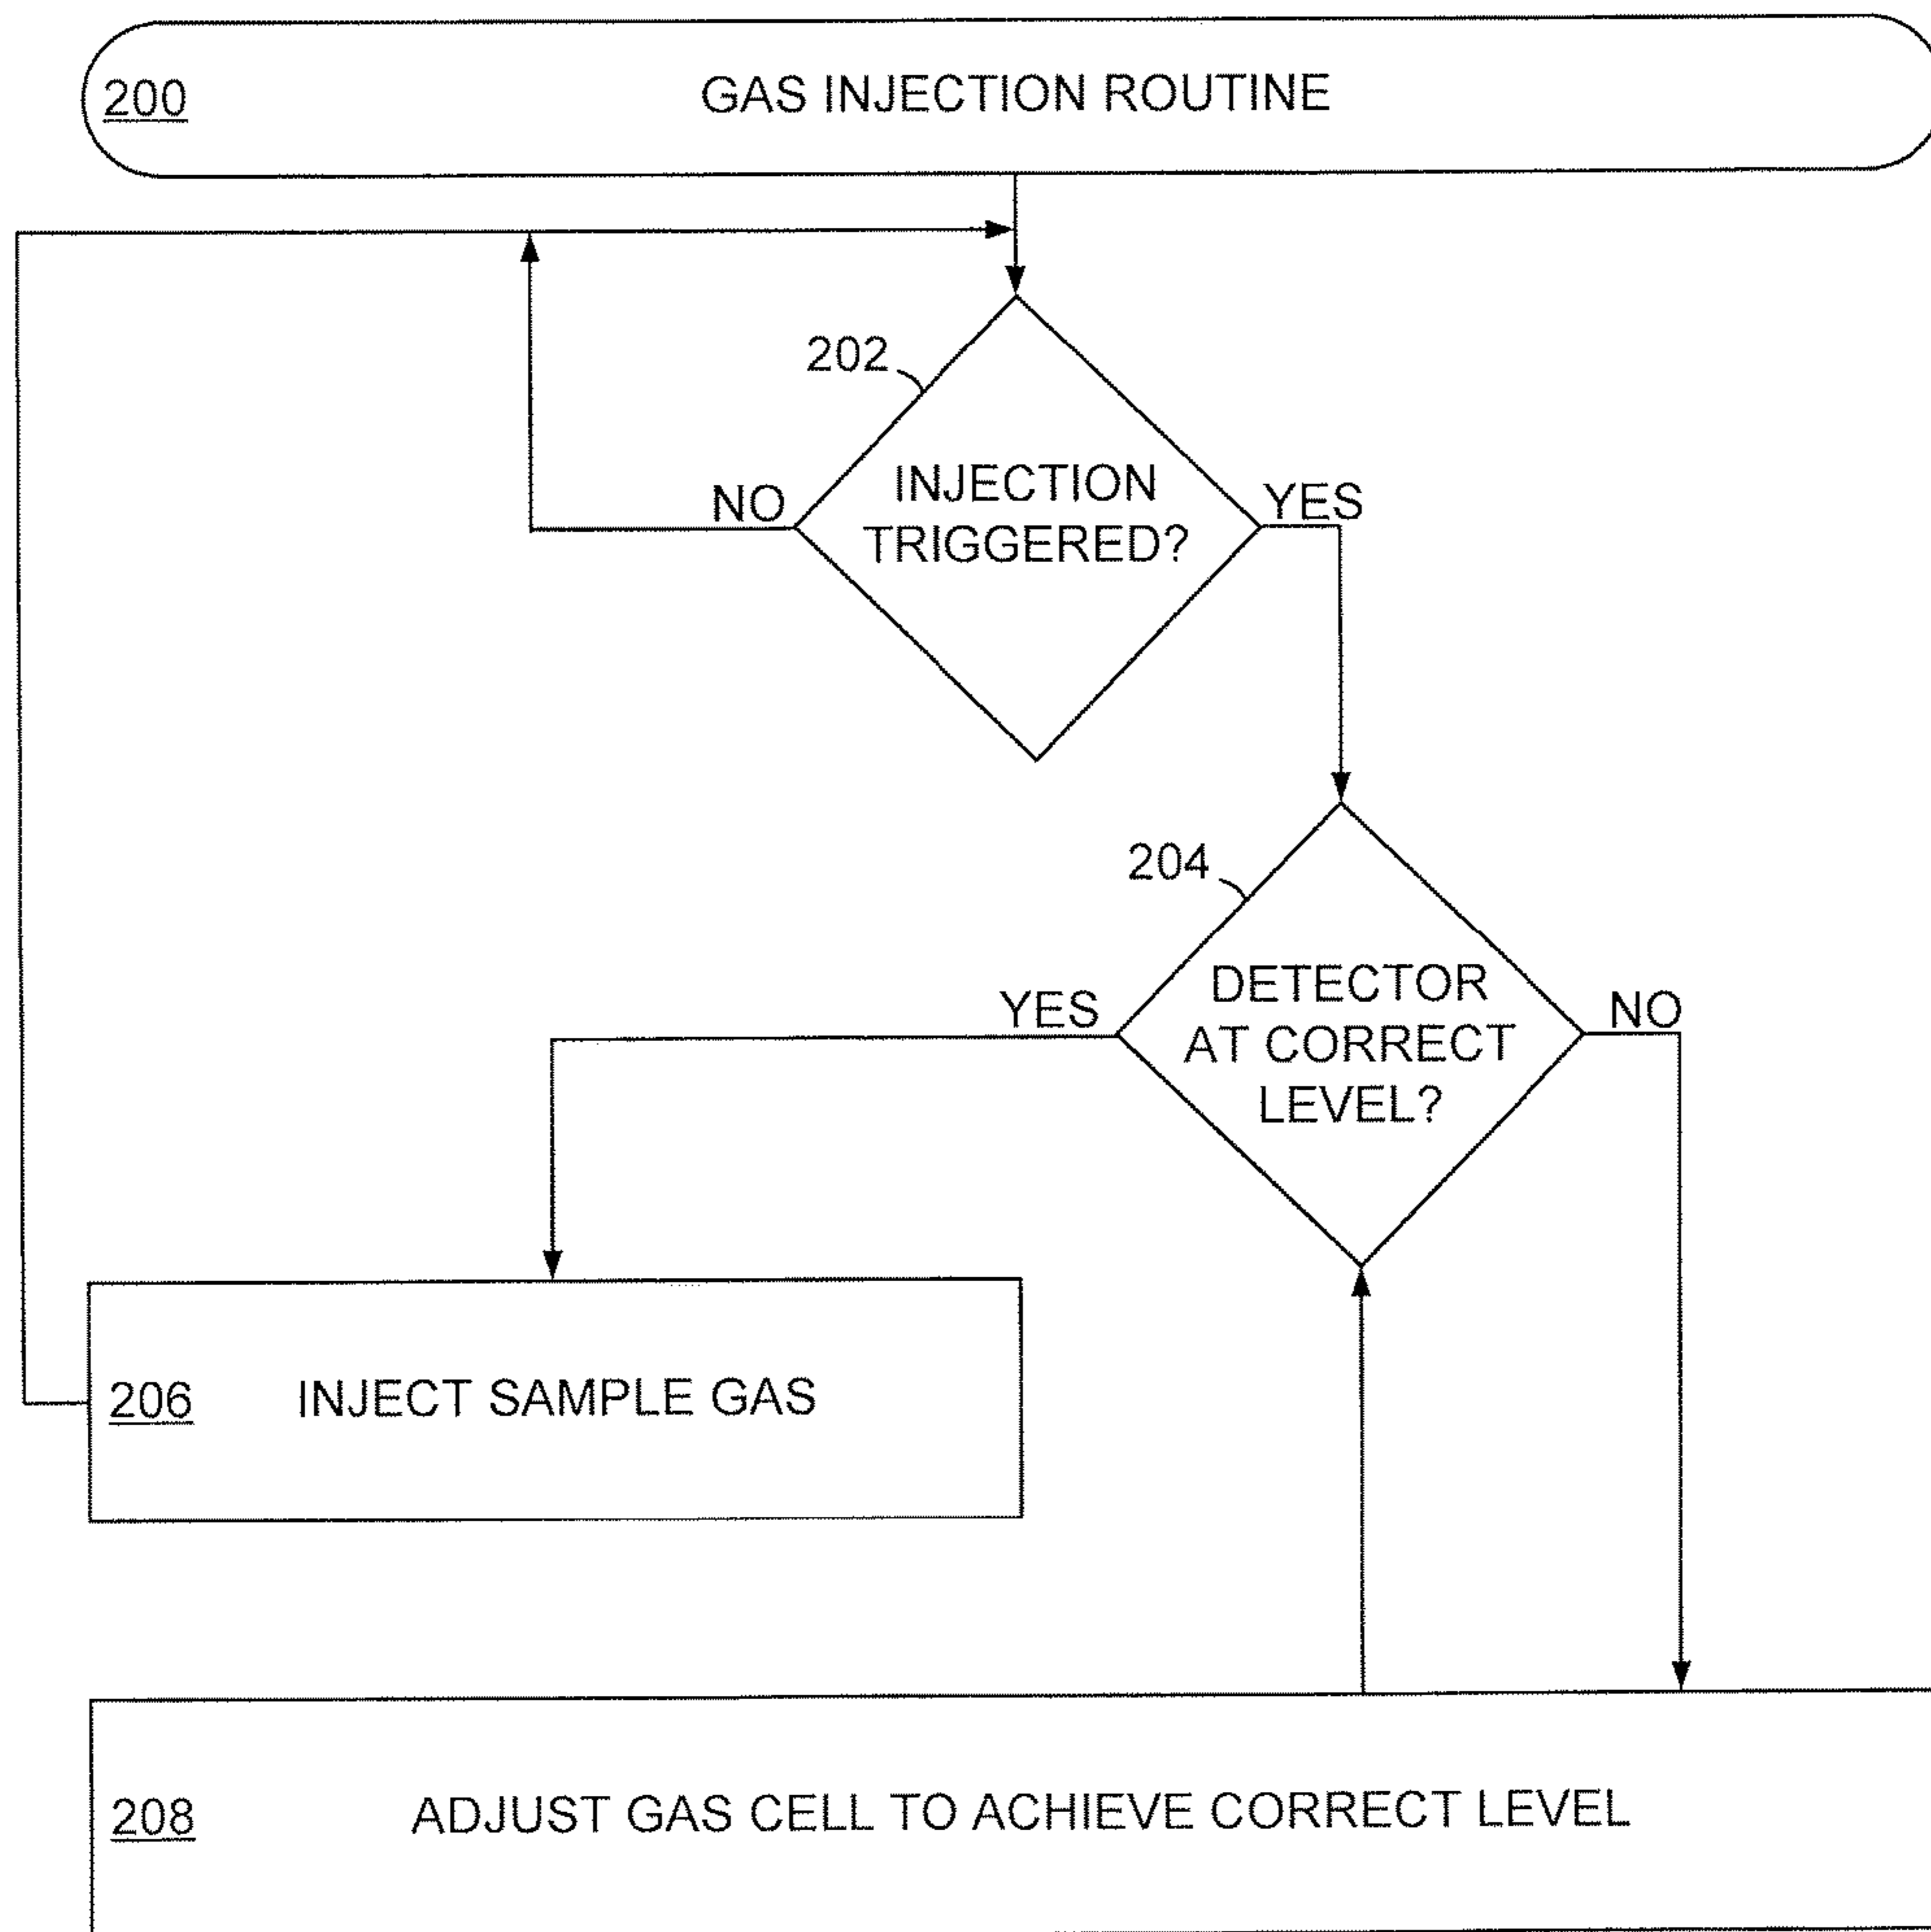 200 GAS INJECTION ROUTINE
202
INJECTION
TRIGGERED?
NO
YES
204
DETECTOR
AT CORRECT
LEVEL?
YES
NO
206 INJECT SAMPLE GAS
208 ADJUST GAS CELL TO ACHIEVE CORRECT LEVEL